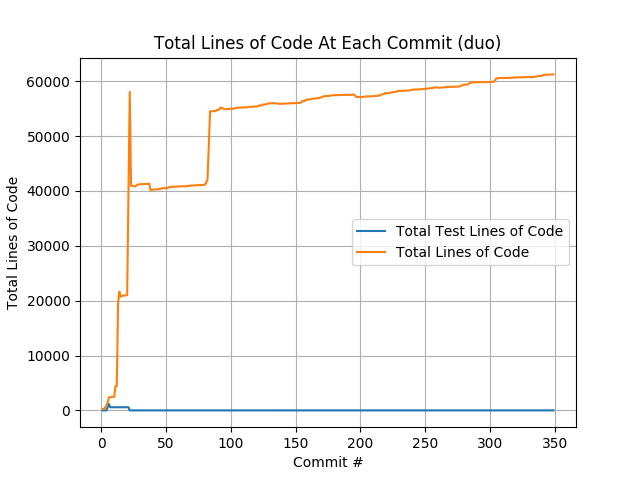 Total Lines of Code At Each Commit (duo)
Total Lines of Code
60000
50000
40000
30000
20000
10000
0
Total Test Lines of Code
Total Lines of Code
0 50 100 150 200 250 300 350
Commit #